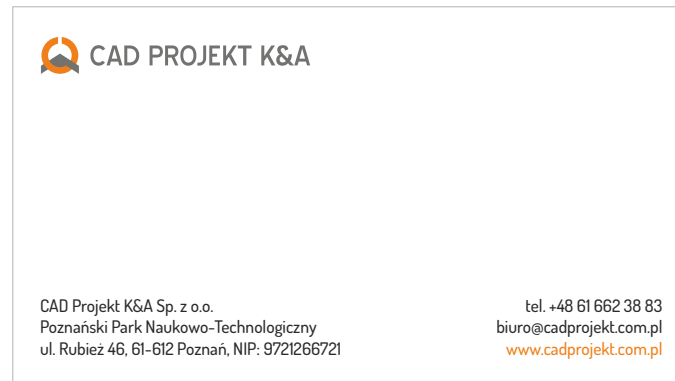 CAD PROJEKT K&A
CAD Projekt K&A Sp. z o.o.
Poznański Park Naukowo-Technologiczny
ul. Rubież 46, 61-612 Poznań, NIP: 9721266721
tel. +48 61 662 38 83
biuro@cadprojekt.com.pl
www.cadprojekt.com.pl